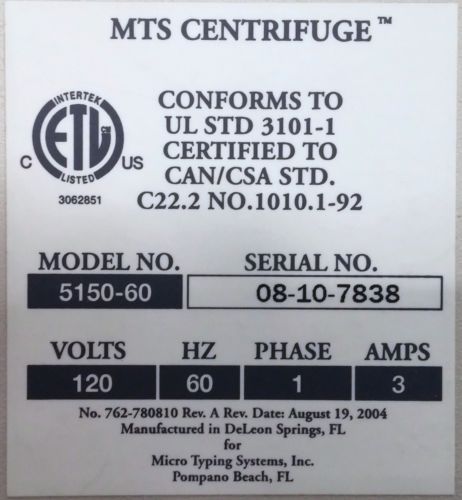 MTS CENTRIFUGE™
INTERTEK
ETL CM
C US
LISTED
3062851
CONFORMS TO
UL STD 3101-1
CERTIFIED TO
CAN/CSA STD.
C22.2 NO.1010.1-92
MODEL NO. SERIAL NO.
5150-60 08-10-7838
VOLTS HZ PHASE AMPS
120 60 1 3
No. 762-780810 Rev. A Rev. Date: August 19, 2004
Manufactured in DeLeon Springs, FL
for
Micro Typing Systems, Inc.
Pompano Beach, FL